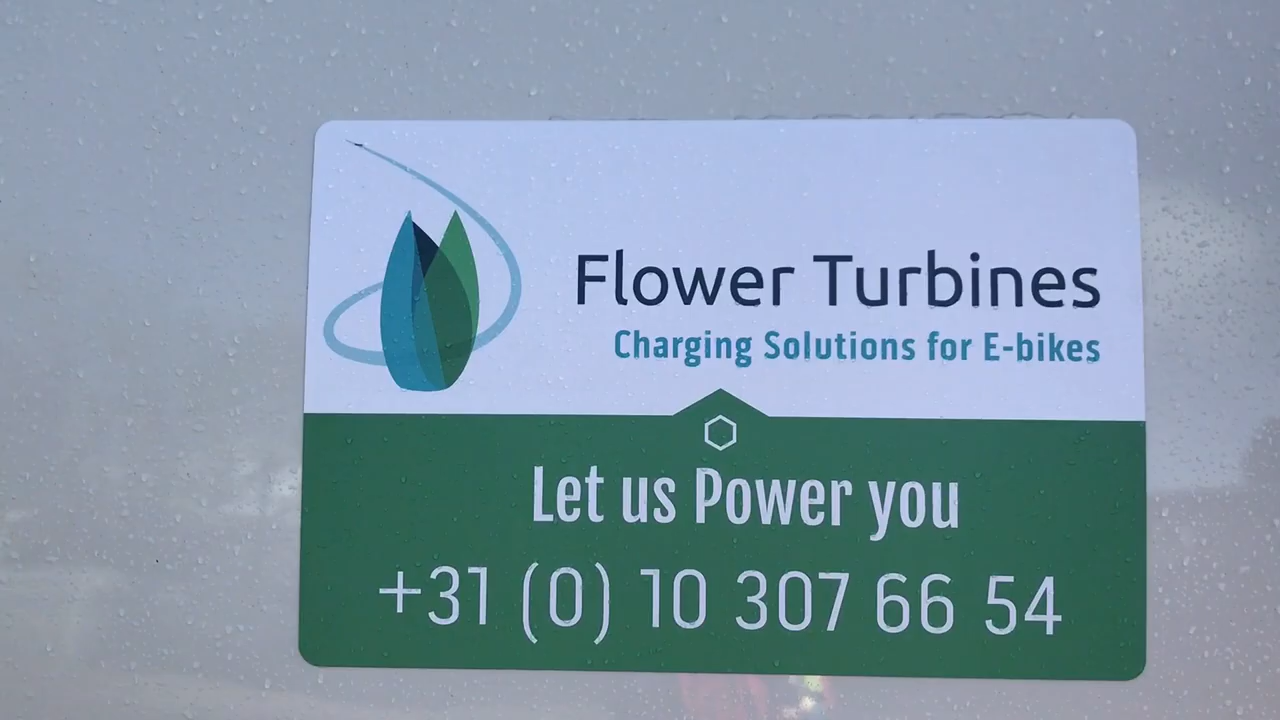 Flower Turbines
Charging Solutions for E-bikes
Let us Power you
+31 (0) 10 307 66 54